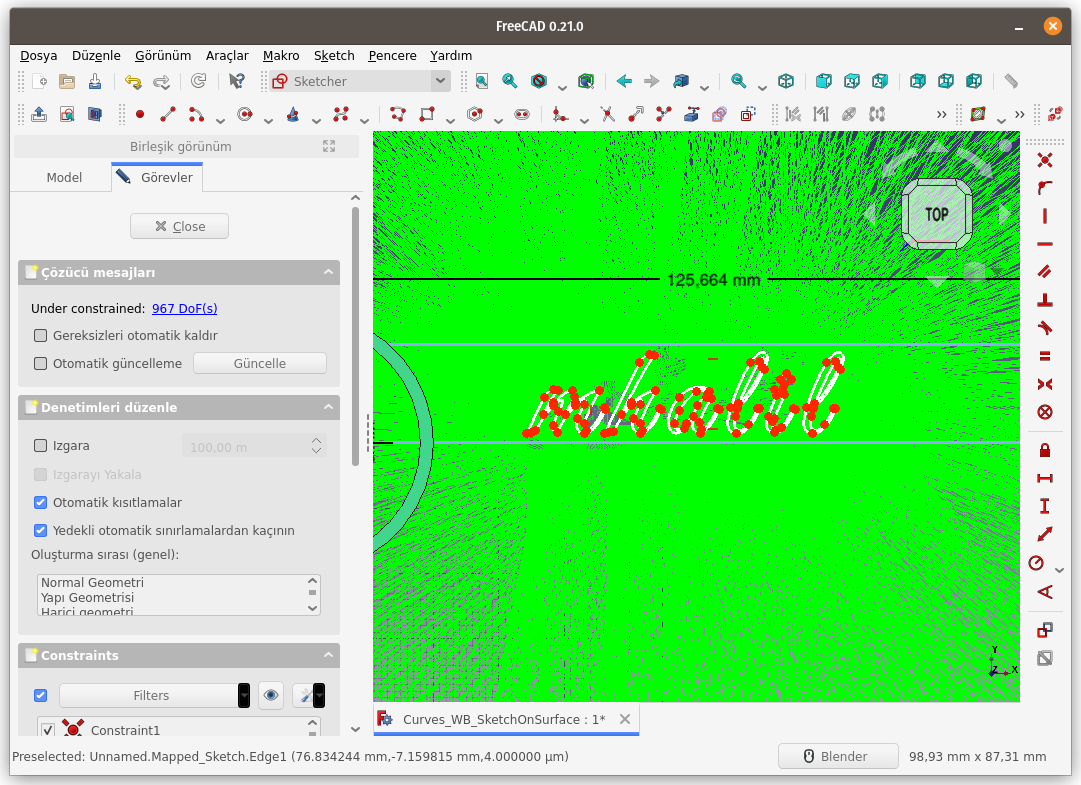 FreeCAD 0.21.0
Dosya Düzenle Görünüm Araçlar Makro Sketch Pencere Yardım
Sketcher
Birleşik görünüm
Model Görevler
Close
Çözücü mesajları
Under constrained: 967 DoF(s)
Gereksizleri otomatik kaldır
Otomatik güncelleme Güncelle
Denetimleri düzenle
Izgara 100.00 m
Izgarayı Yakala
Otomatik kısıtlamalar
Yedekli otomatik sınırlamalardan kaçının
Oluşturma sırası (genel):
Normal Geometri
Yapı Geometrisi
Harici geometri
Constraints
Filters
Constraint1
TOP
125,664 mm
Y
Z X
Curves_WB_SketchOnSurface : 1*
Preselected: Unnamed.Mapped_Sketch.Edge1 (76.834244 mm,-7.159815 mm,4.000000 µm)
Blender 98,93 mm x 87,31 mm